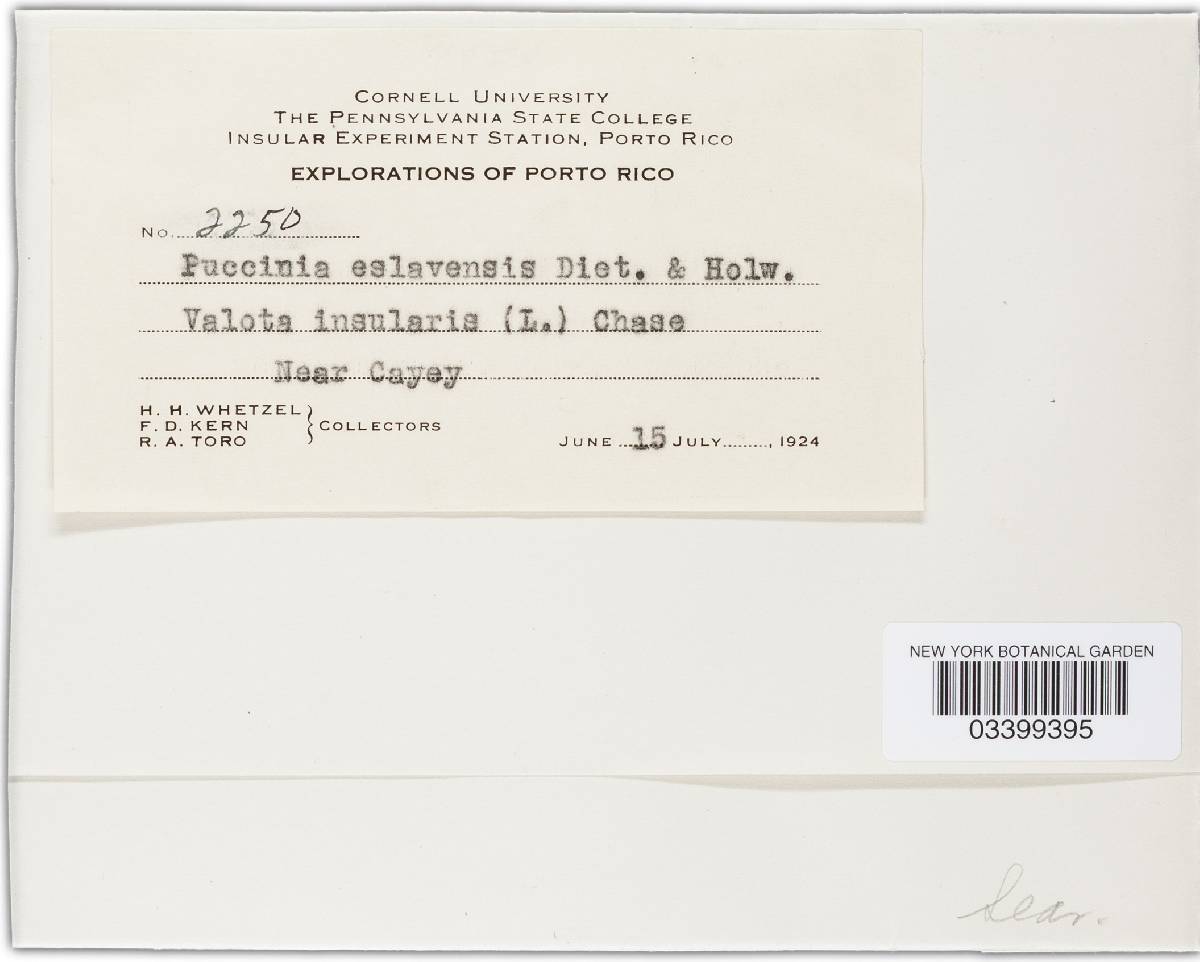 CORNELL UNIVERSITY
THE PENNSYLVANIA STATE COLLEGE
INSULAR EXPERIMENT STATION, PORTO RICO
EXPLORATIONS OF PORTO RICO
No. 2250
Puccinia eslavensis Diet. & Holw.
Valota insularis (L.) Chase
Near Cayey
H. H. WHETZEL
F. D. KERN
R. A. TORO
} COLLECTORS
JUNE 15 JULY, 1924
NEW YORK BOTANICAL GARDEN
03399395